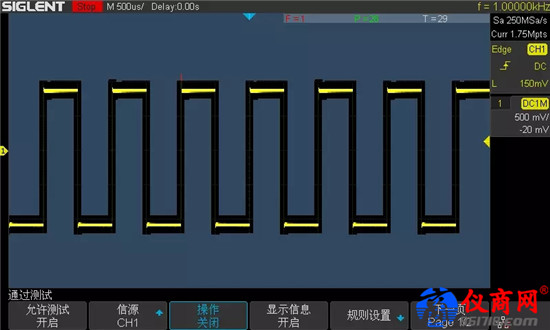 SIGLENT Stop M 500us/ Delay:0.00s f = 1.00000kHz
F = 1 P = 28 T = 29
Sa 250MSa/s
Curr 1.75Mpts
Edge CH1
DC
L 150mV
1 DC1M
500 mV/
-20 mV
1
通过测试
允许测试 开启
信源 CH1
操作 关闭
显示信息 开启
规则设置
下一页
Page 1/
仪商网®